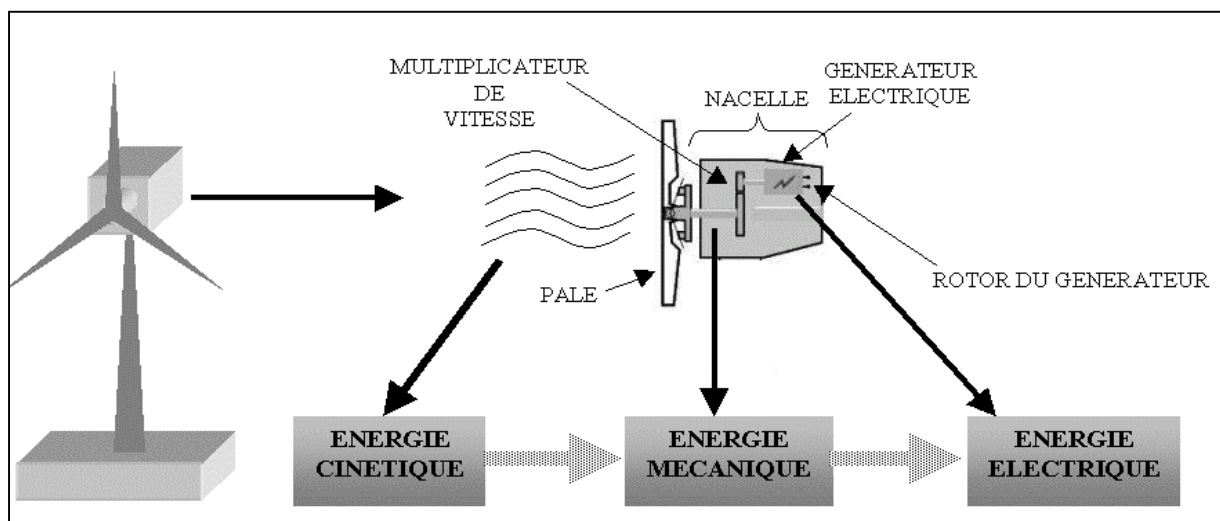 MULTIPLICATEUR
DE
VITESSE
NACELLE
GENERATEUR
ELECTRIQUE
PALE
ROTOR DU GENERATEUR
ENERGIE
CINETIQUE
ENERGIE
MECANIQUE
ENERGIE
ELECTRIQUE